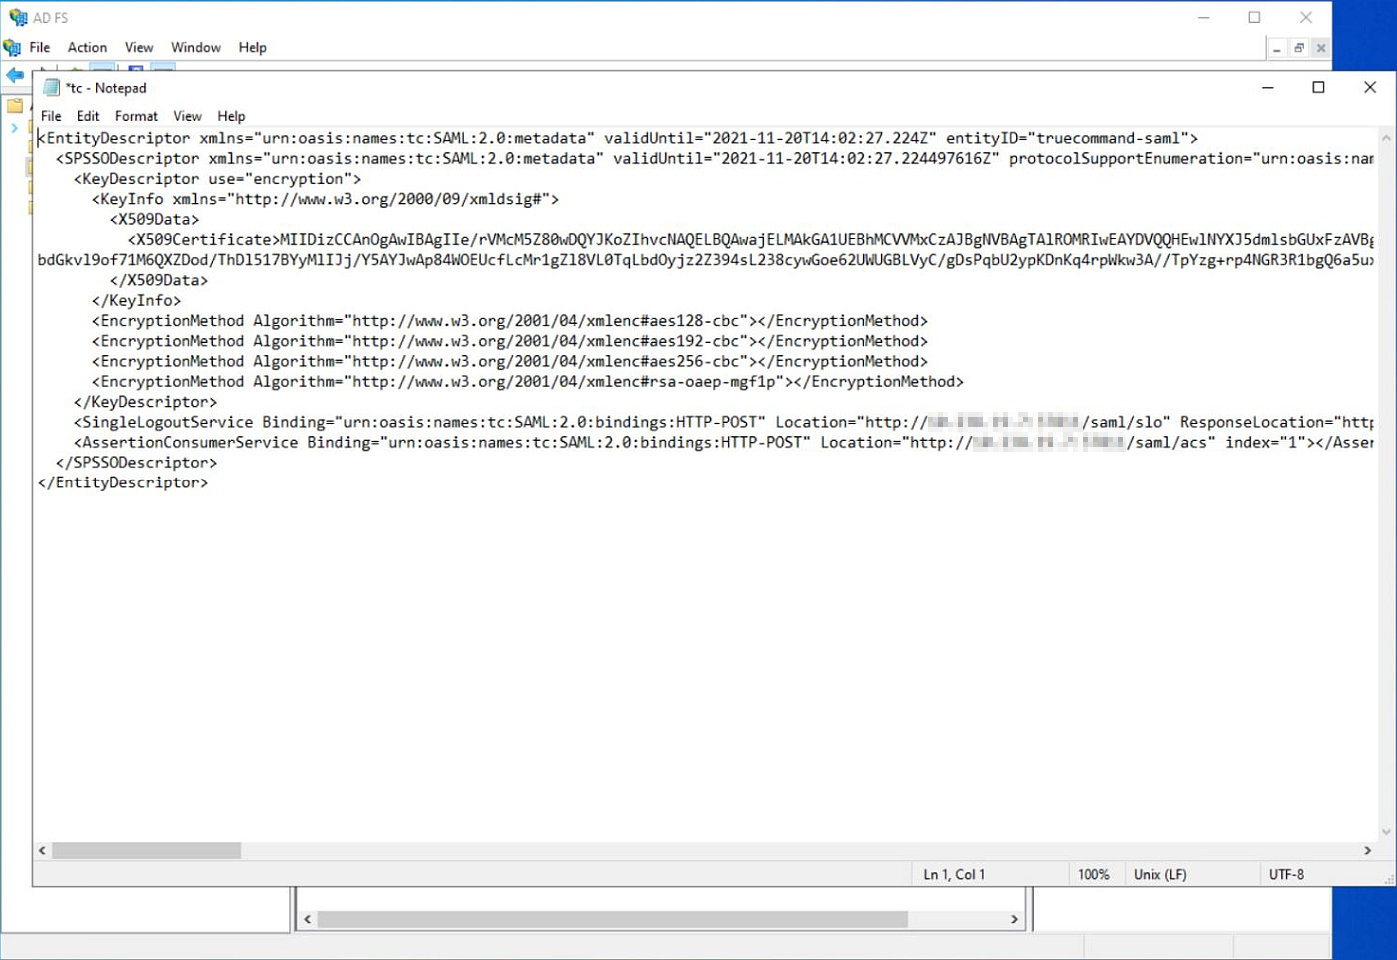 AD FS
File Action View Window Help
*tc - Notepad
File Edit Format View Help
<EntityDescriptor xmlns="urn:oasis:names:tc:SAML:2.0:metadata" validUntil="2021-11-20T14:02:27.224Z" entityID="truecommand-saml">
<SPSSODescriptor xmlns="urn:oasis:names:tc:SAML:2.0:metadata" validUntil="2021-11-20T14:02:27.224497616Z" protocolSupportEnumeration="urn:oasis:nam
<KeyDescriptor use="encryption">
<KeyInfo xmlns="http://www.w3.org/2000/09/xmldsig#">
<X509Data>
<X509Certificate>MIIDizCCAnOgAwIBAgIIe/rVMcM5Z80wDQYJKoZIhvcNAQELBQAwajELMAkGA1UEBhMCVVMxCzAJBgNVBAgTAlROMRIwEAYDVQQHEwlNYXJ5dmlsbGUxFzAVBg
bdGkvl9of71M6QXZDod/ThDl517BYyMlIJj/Y5AYJwAp84WOEUcfLcMr1gZl8VL0TqLbdOyjz2Z394sL238cywGoe62UWUGBLVyC/gDsPqbU2ypKDnKq4rpWkw3A//TpYzg+rp4NGR3R1bgQ6a5ux
</X509Data>
</KeyInfo>
<EncryptionMethod Algorithm="http://www.w3.org/2001/04/xmlenc#aes128-cbc"></EncryptionMethod>
<EncryptionMethod Algorithm="http://www.w3.org/2001/04/xmlenc#aes192-cbc"></EncryptionMethod>
<EncryptionMethod Algorithm="http://www.w3.org/2001/04/xmlenc#aes256-cbc"></EncryptionMethod>
<EncryptionMethod Algorithm="http://www.w3.org/2001/04/xmlenc#rsa-oaep-mgf1p"></EncryptionMethod>
</KeyDescriptor>
<SingleLogoutService Binding="urn:oasis:names:tc:SAML:2.0:bindings:HTTP-POST" Location="http:// /saml/slo" ResponseLocation="http
<AssertionConsumerService Binding="urn:oasis:names:tc:SAML:2.0:bindings:HTTP-POST" Location="http:// /saml/acs" index="1"></Asser
</SPSSODescriptor>
</EntityDescriptor>
Ln 1, Col 1 100% Unix (LF) UTF-8